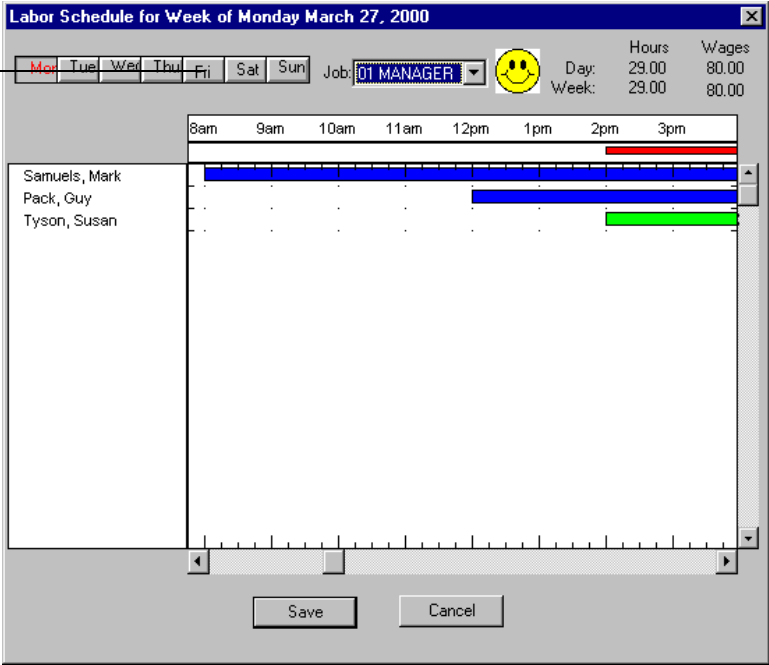 Labor Schedule for Week of Monday March 27, 2000
Hours Wages
Mon Tue Wed Thu Fri Sat Sun Job: 01 MANAGER Day: 29.00 80.00
Week: 29.00 80.00
8am 9am 10am 11am 12pm 1pm 2pm 3pm
Samuels, Mark
Pack, Guy
Tyson, Susan
Save Cancel